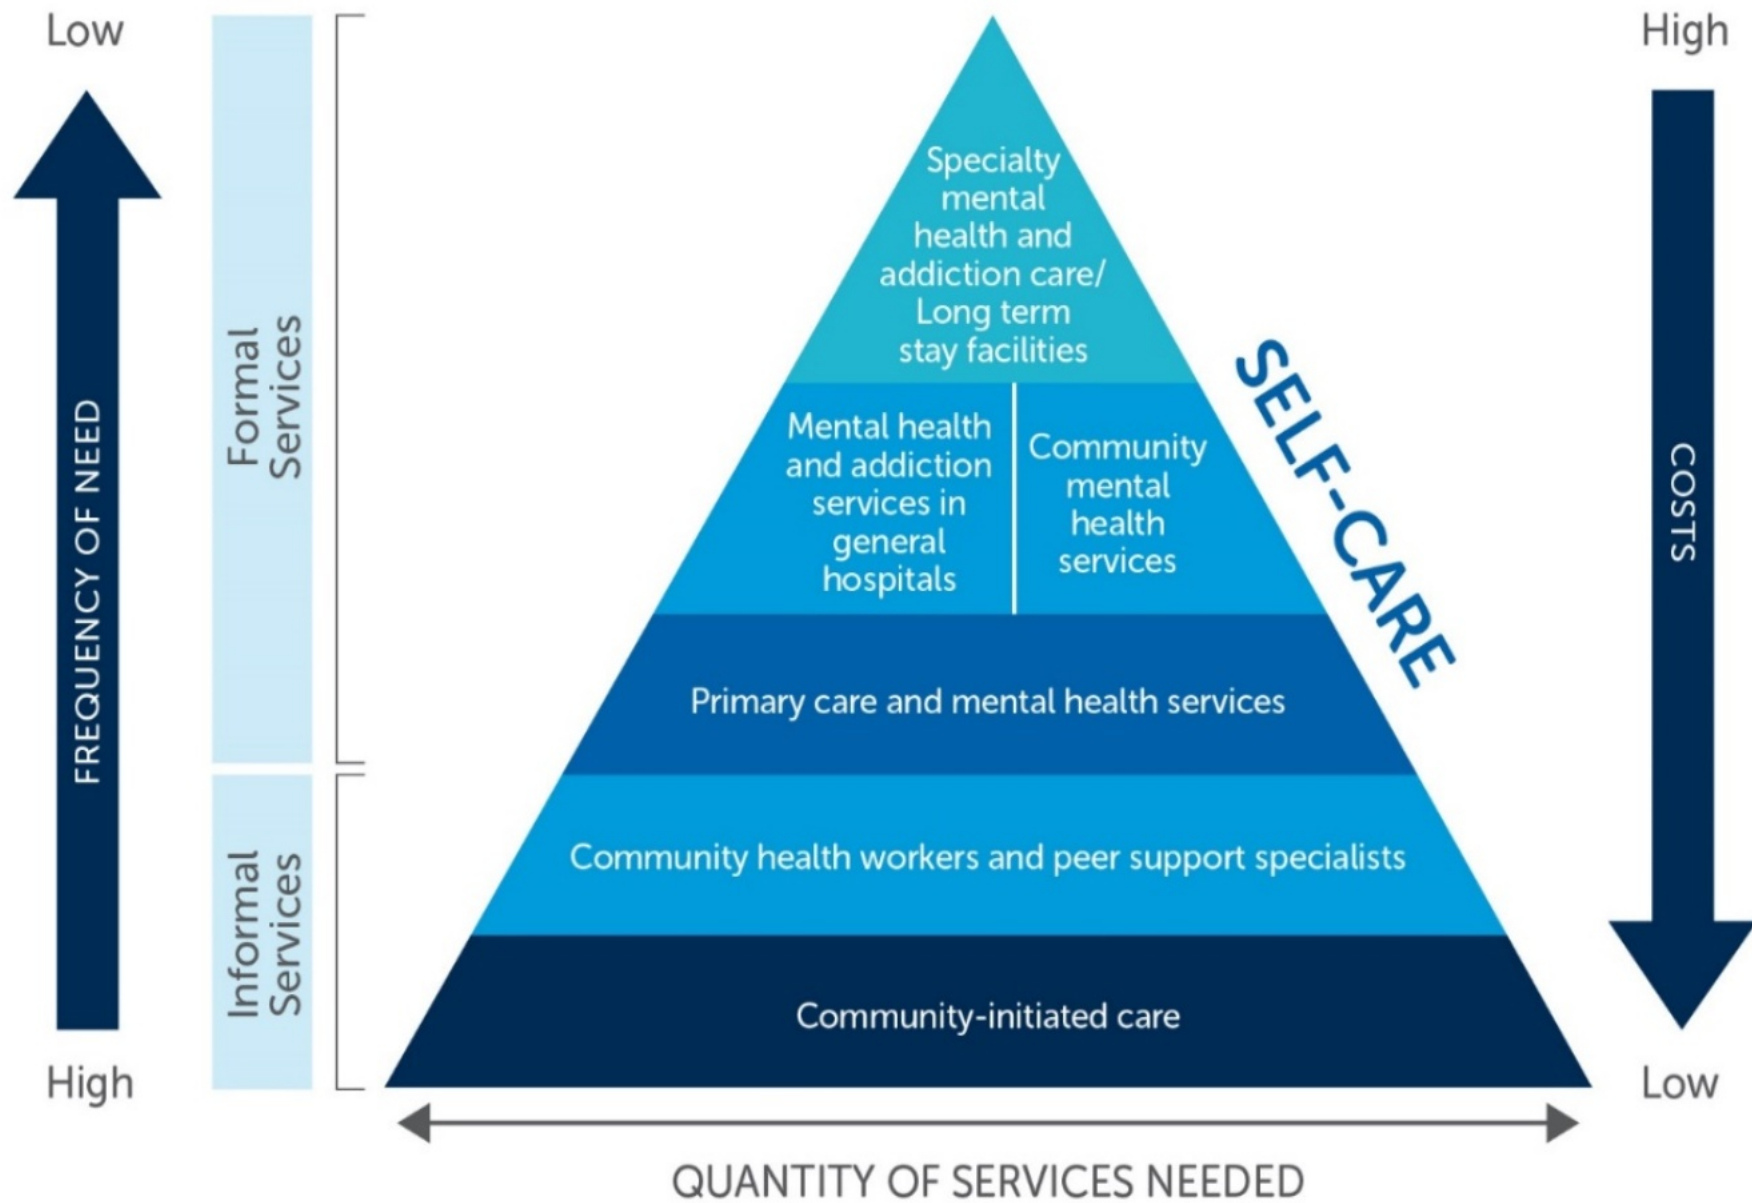 Low
High
FREQUENCY OF NEED
Formal
Services
Informal
Services
Specialty
mental
health and
addiction care/
Long term
stay facilities
Mental health
and addiction
services in
general
hospitals
Community
mental
health
services
Primary care and mental health services
Community health workers and peer support specialists
Community-initiated care
SELF-CARE
High
COSTS
Low
QUANTITY OF SERVICES NEEDED
High